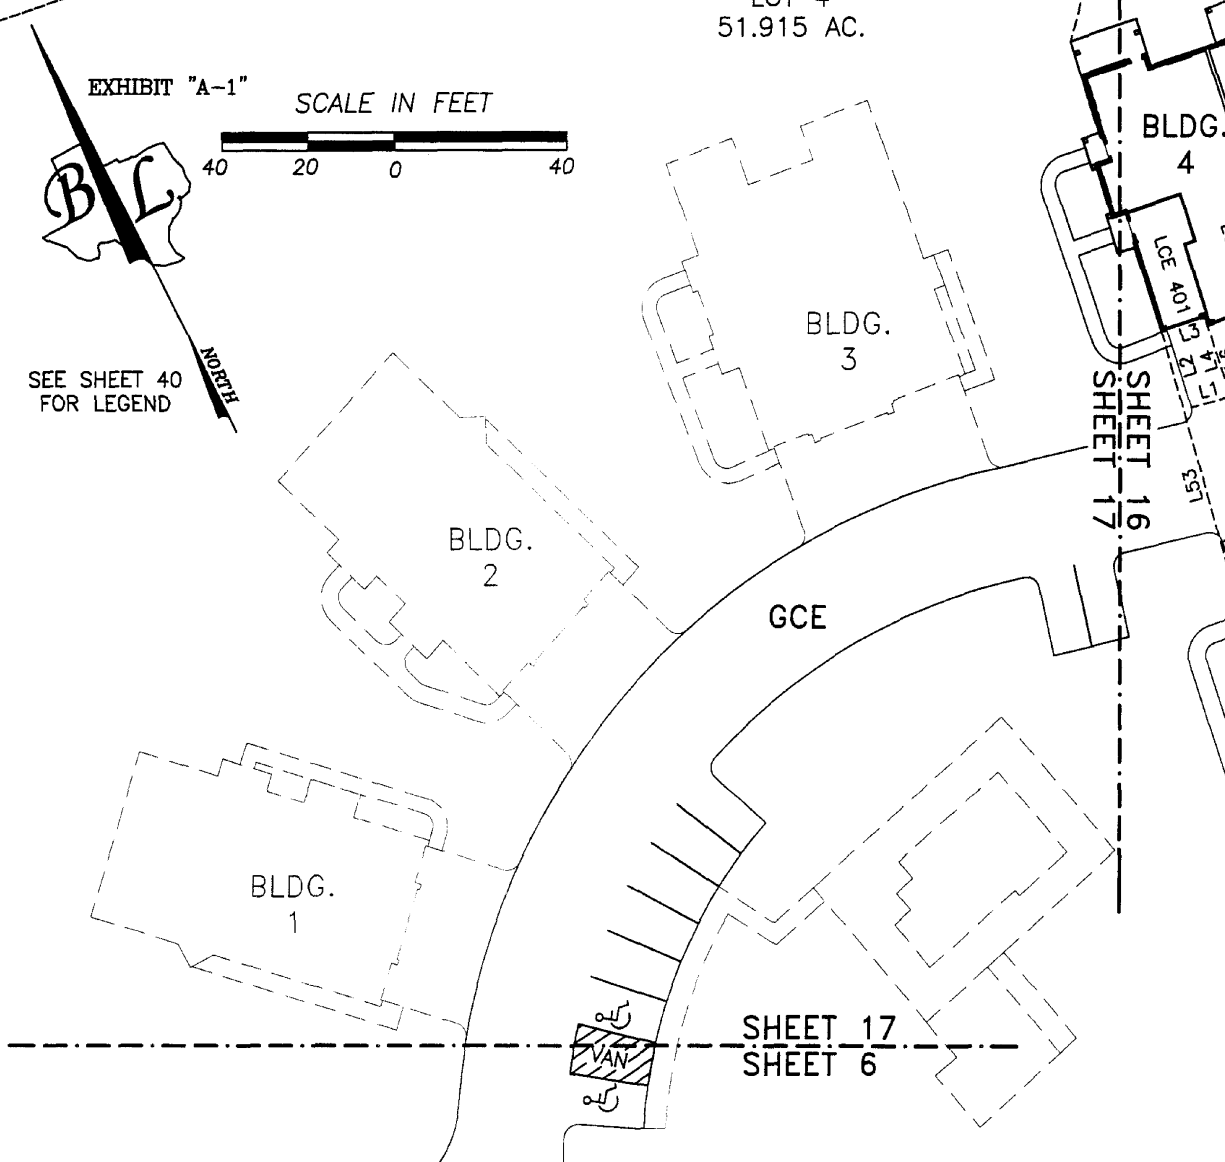 LOT 4
51.915 AC.
EXHIBIT "A-1"
SCALE IN FEET
40 20 0 40
B L
NORTH
SEE SHEET 40
FOR LEGEND
BLDG.
4
LCE 401
L3
L2
L4
L1
L53
BLDG.
3
SHEET 16
SHEET 17
BLDG.
2
GCE
BLDG.
1
VAN
SHEET 17
SHEET 6